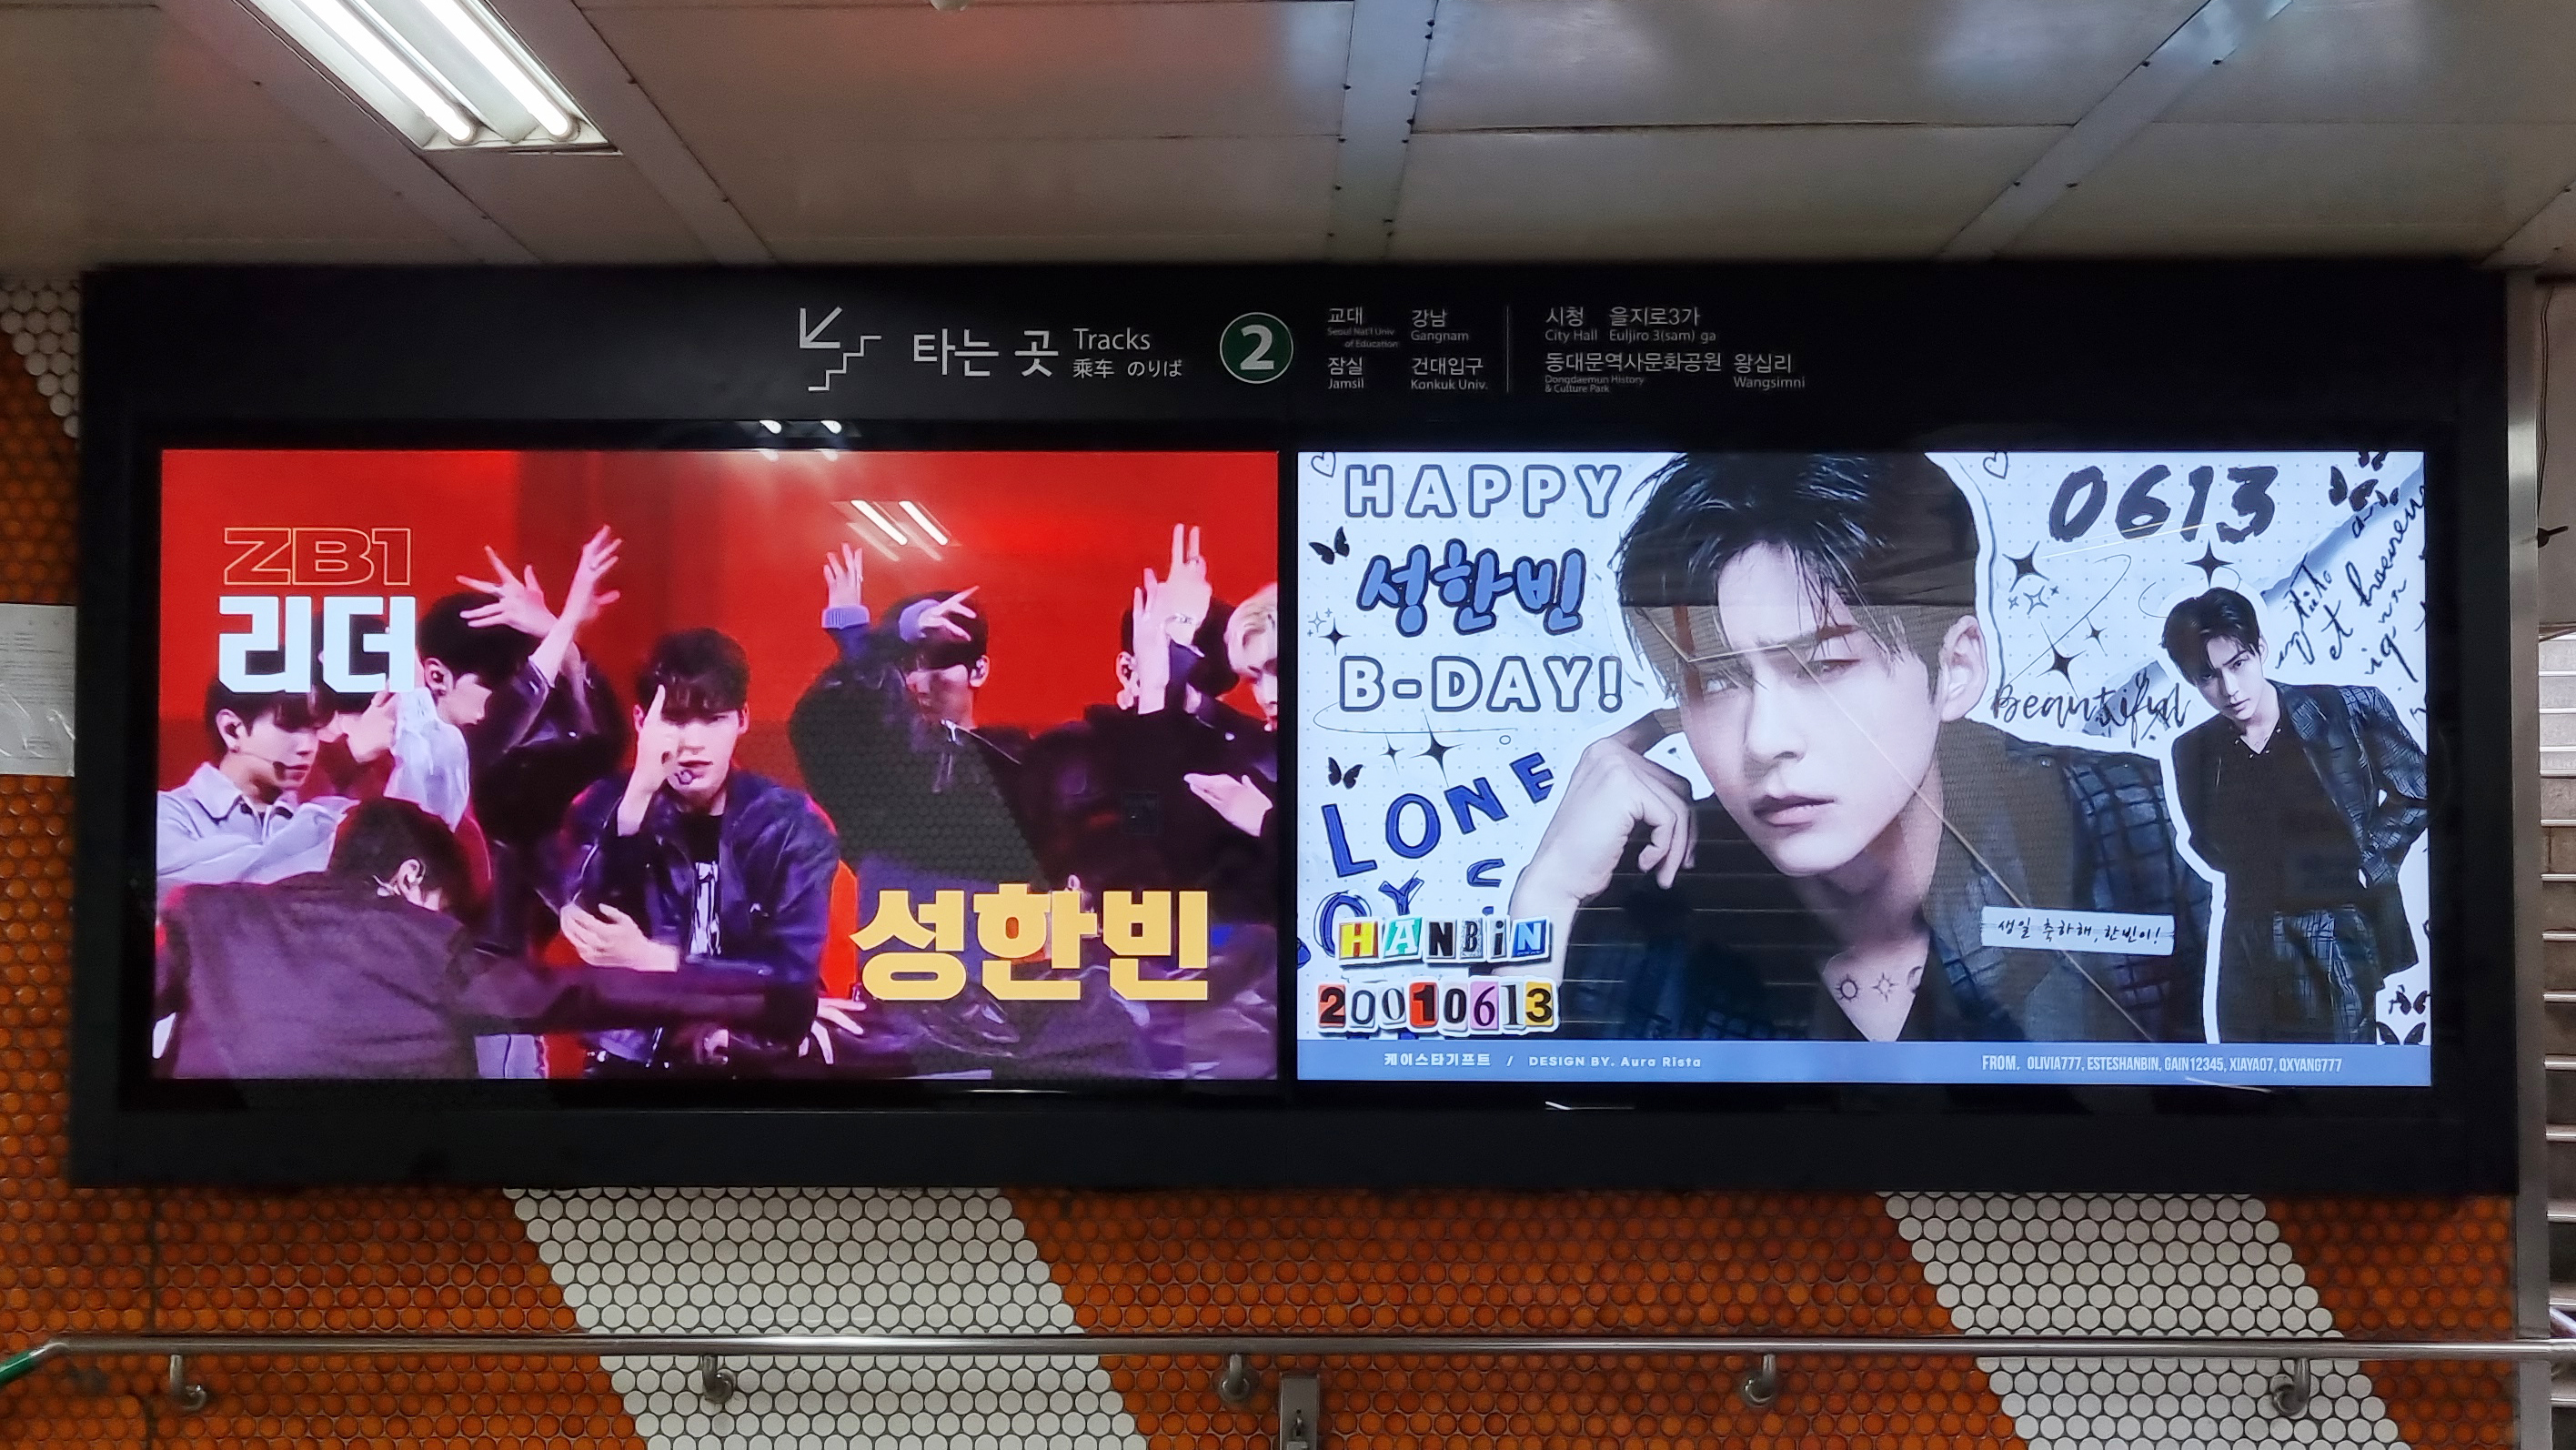 타는 곳 Tracks
乘车 のりば
2
교대 강남
Seoul Nat'l Univ. of Education Gangnam
잠실 건대입구
Jamsil Konkuk Univ.
시청 을지로3가
City Hall Euljiro 3(sam) ga
동대문역사문화공원 왕십리
Dongdaemun History & Culture Park Wangsimni
ZB1
리더
성한빈
HAPPY
성한빈
B-DAY!
0613
Beautiful
LONE
HANBiN
20010613
생일 축하해, 한빈이!
케이스타기프트 / DESIGN BY. Aura Rista
FROM. OLIVIA777, ESTESHANBIN, GAIN12345, XIAYA07, QXYANG777